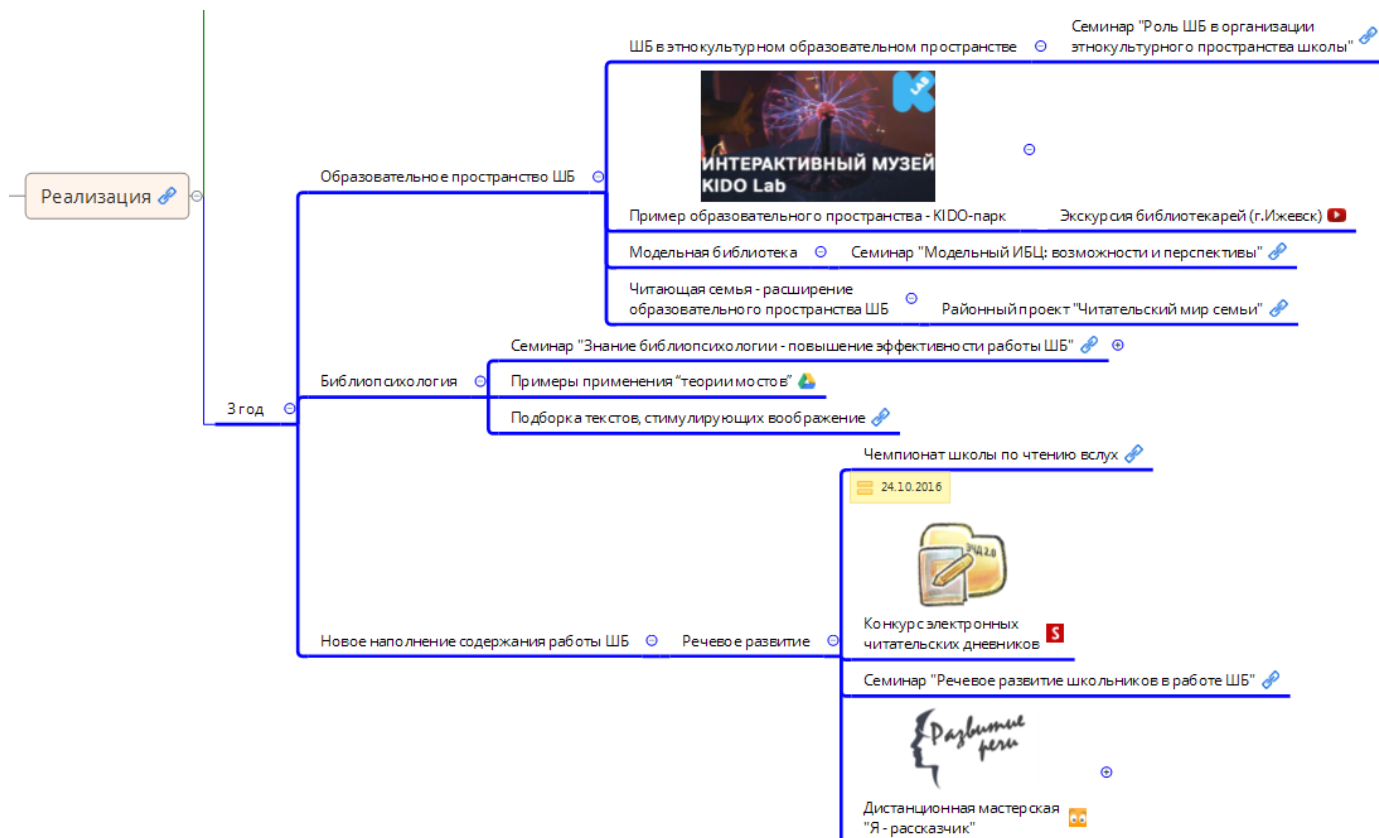 Реализация
3 год
Образовательное пространство ШБ
ШБ в этнокультурном образовательном пространстве
Семинар "Роль ШБ в организации
этнокультурного пространства школы"
K LAB
ИНТЕРАКТИВНЫЙ МУЗЕЙ
KIDO Lab
Пример образовательного пространства - KIDO-парк
Экскурсия библиотекарей (г.Ижевск)
Модельная библиотека
Семинар "Модельный ИБЦ: возможности и перспективы"
Читающая семья - расширение
образовательного пространства ШБ
Районный проект "Читательский мир семьи"
Библиопсихология
Семинар "Знание библиопсихологии - повышение эффективности работы ШБ"
Примеры применения “теории мостов”
Подборка текстов, стимулирующих воображение
Новое наполнение содержания работы ШБ
Речевое развитие
Чемпионат школы по чтению вслух
24.10.2016
ЭЧД 2.0
Конкурс электронных
читательских дневников
S
Семинар "Речевое развитие школьников в работе ШБ"
Развитие
речи
Дистанционная мастерская
"Я - рассказчик"